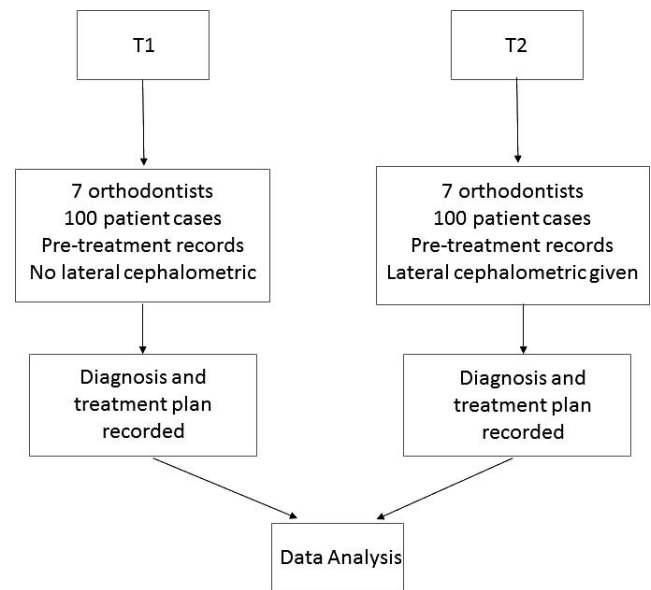 T1
7 orthodontists
100 patient cases
Pre-treatment records
No lateral cephalometric
Diagnosis and
treatment plan
recorded
T2
7 orthodontists
100 patient cases
Pre-treatment records
Lateral cephalometric given
Diagnosis and
treatment plan
recorded
Data Analysis